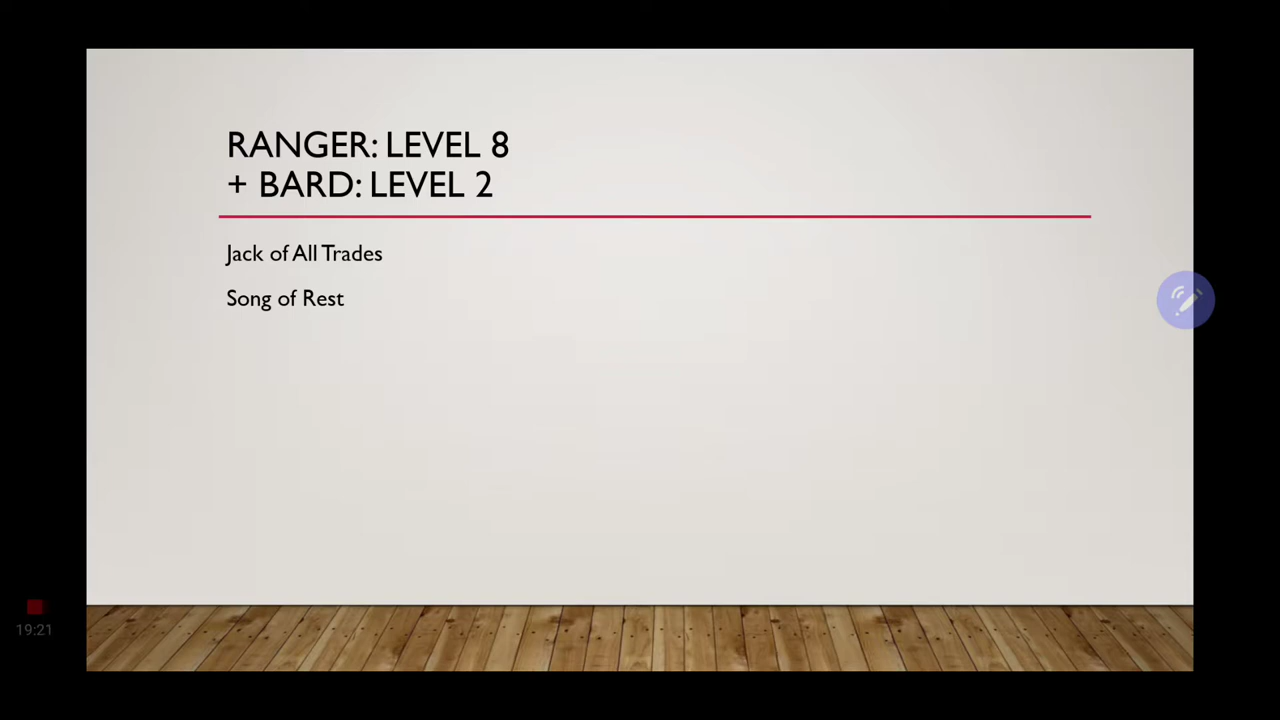 RANGER: LEVEL 8
+ BARD: LEVEL 2
Jack of All Trades
Song of Rest
19:21